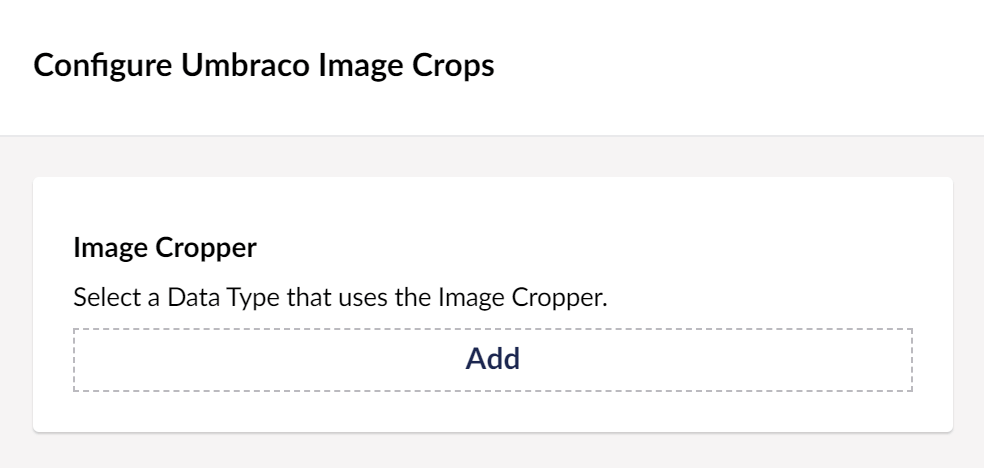 Configure Umbraco Image Crops
Image Cropper
Select a Data Type that uses the Image Cropper.
Add